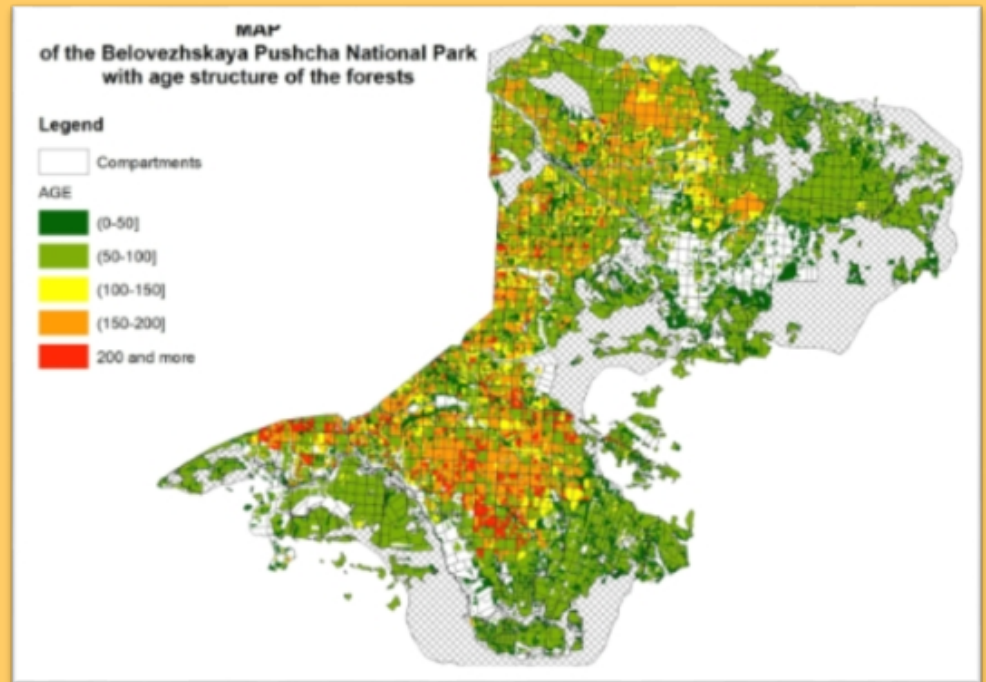 MAP
of the Belovezhskaya Pushcha National Park
with age structure of the forests
Legend
Compartments
AGE
(0-50]
(50-100]
(100-150]
(150-200]
200 and more